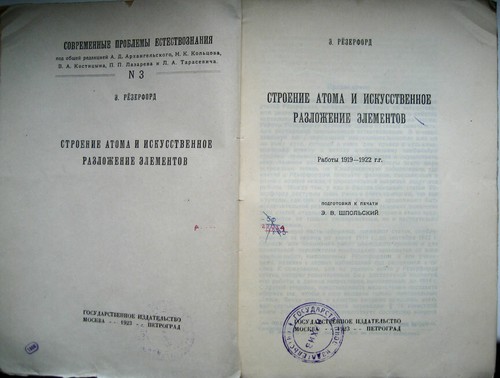 СОВРЕМЕННЫЕ ПРОБЛЕМЫ ЕСТЕСТВОЗНАНИЯ
под общей редакцией А. Д. Архангельского, Н. К. Кольцова,
В. А. Костицына, П. П. Лазарева и Л. А. Тарасевича.
N 3
Э. РЁЗЕРФОРД
СТРОЕНИЕ АТОМА И ИСКУССТВЕННОЕ
РАЗЛОЖЕНИЕ ЭЛЕМЕНТОВ
ГОСУДАРСТВЕННОЕ ИЗДАТЕЛЬСТВО
МОСКВА - - 1923 - - ПЕТРОГРАД
Э. РЁЗЕРФОРД
СТРОЕНИЕ АТОМА И ИСКУССТВЕННОЕ
РАЗЛОЖЕНИЕ ЭЛЕМЕНТОВ
Работы 1919—1922 г.г.
ПОДГОТОВИЛ К ПЕЧАТИ
Э. В. ШПОЛЬСКИЙ
ГОСУДАРСТВЕННОЕ ИЗДАТЕЛЬСТВО
МОСКВА - - 1923 - - ПЕТРОГРАД